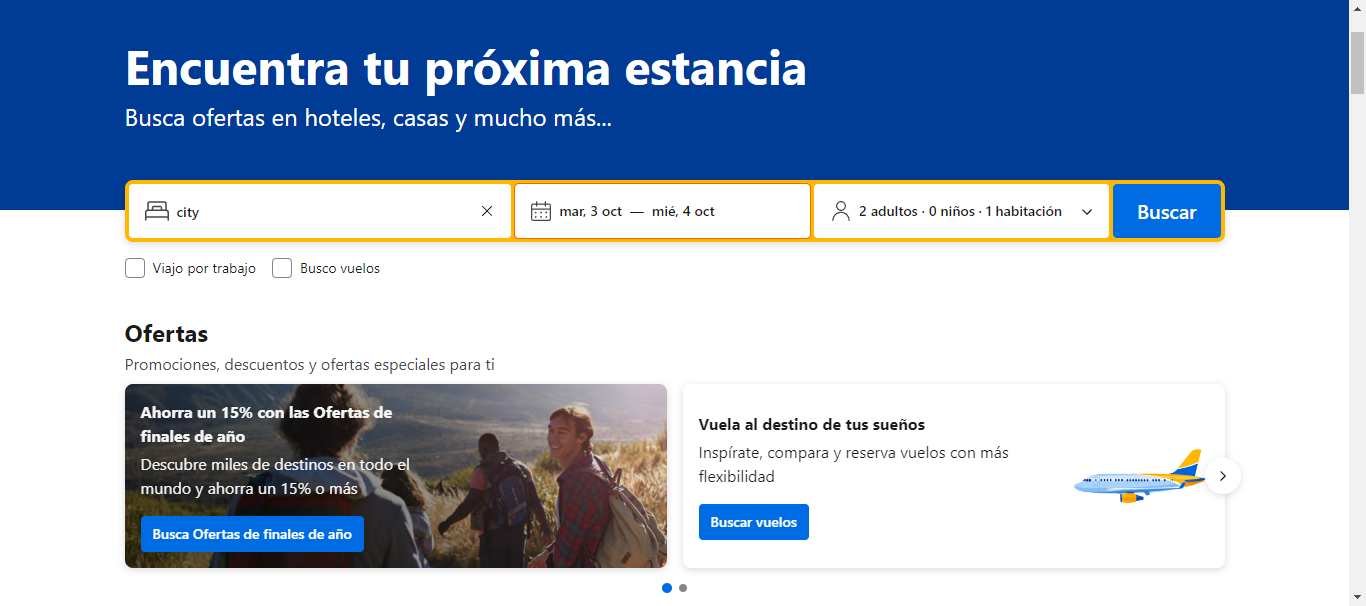 Encuentra tu próxima estancia
Busca ofertas en hoteles, casas y mucho más...
city
mar, 3 oct — mié, 4 oct
2 adultos · 0 niños · 1 habitación
Buscar
Viajo por trabajo
Busco vuelos
Ofertas
Promociones, descuentos y ofertas especiales para ti
Ahorra un 15% con las Ofertas de
finales de año
Descubre miles de destinos en todo el
mundo y ahorra un 15% o más
Busca Ofertas de finales de año
Vuela al destino de tus sueños
Inspírate, compara y reserva vuelos con más
flexibilidad
Buscar vuelos